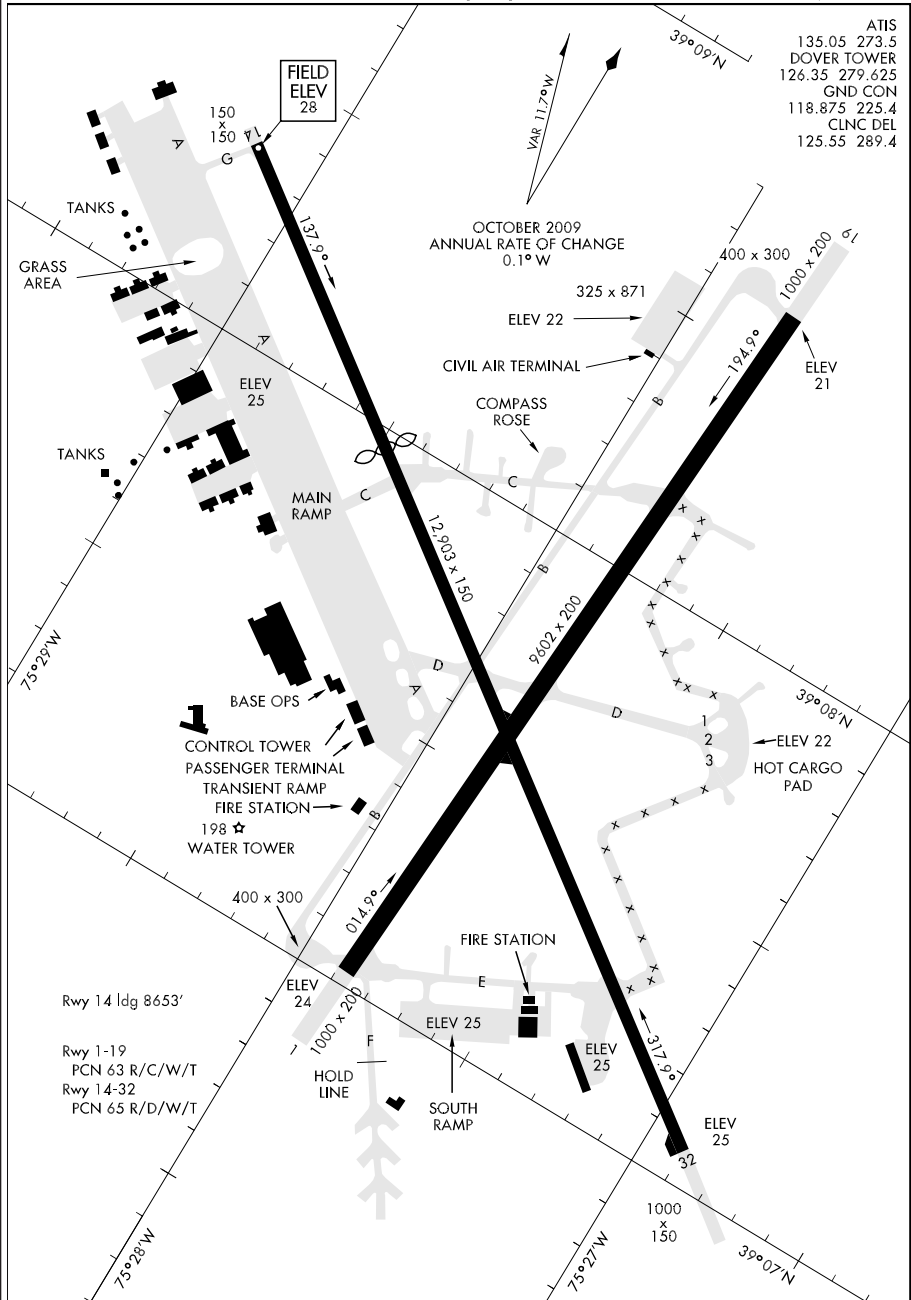 39°09'N
ATIS
135.05 273.5
DOVER TOWER
126.35 279.625
GND CON
118.875 225.4
CLNC DEL
125.55 289.4
FIELD
ELEV
28
150
x
150
14
A
G
VAR 11.7° W
TANKS
137.9°
OCTOBER 2009
ANNUAL RATE OF CHANGE
0.1° W
GRASS
AREA
400 x 300
1000 x 200
19
325 x 871
ELEV 22
A
CIVIL AIR TERMINAL
194.9°
ELEV
21
ELEV
25
COMPASS
ROSE
B
TANKS
MAIN
RAMP
C
C
12,903 x 150
B
9602 x 200
75°29'W
D
A
BASE OPS
D
39°08'N
1
2
3
ELEV 22
HOT CARGO
PAD
CONTROL TOWER
PASSENGER TERMINAL
TRANSIENT RAMP
FIRE STATION
B
198
WATER TOWER
400 x 300
014.9°
FIRE STATION
E
ELEV
24
Rwy 14 ldg 8653'
1
1000 x 200
ELEV 25
Rwy 1-19
PCN 63 R/C/W/T
Rwy 14-32
PCN 65 R/D/W/T
F
HOLD
LINE
SOUTH
RAMP
ELEV
25
317.9°
ELEV
25
32
1000
x
150
75°28'W
75°27'W
39°07'N